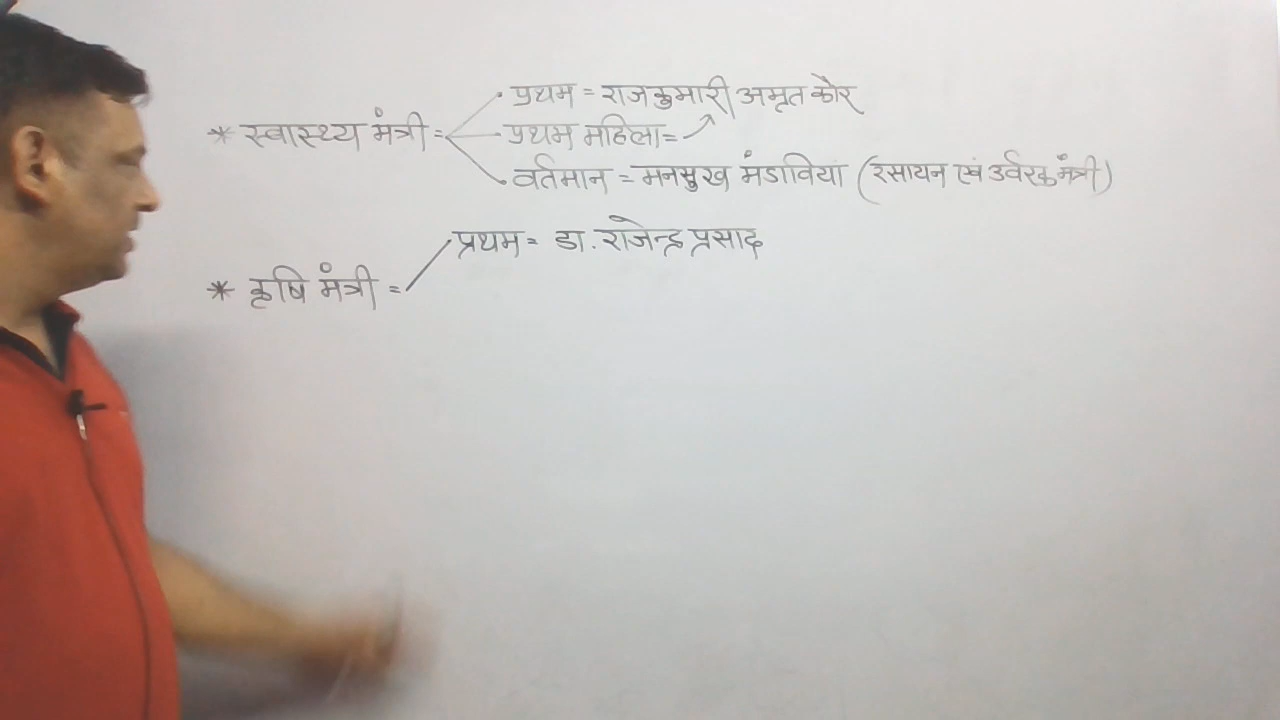 प्रथम = राजकुमारी अमृत कौर
* स्वास्थ्य मंत्री = प्रथम महिला =
वर्तमान = मनसुख मंडाविया (रसायन एवं उर्वरक मंत्री)
प्रथम = डा. राजेन्द्र प्रसाद
* कृषि मंत्री =